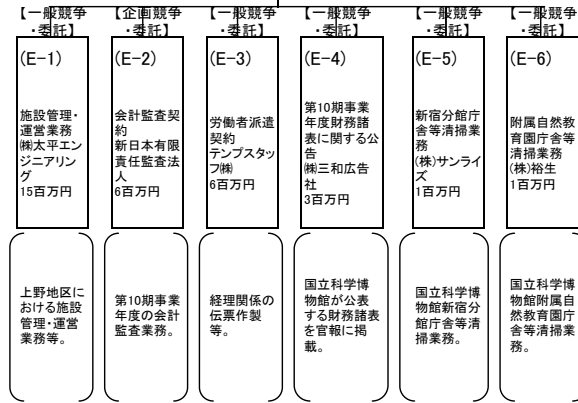 【一般競争
・委託】
(E-1)
施設管理・
運営業務
㈱太平エン
ジニアリン
グ
15百万円
上野地区に
おける施設
管理・運営
業務等。
【企画競争
・委託】
(E-2)
会計監査契
約
新日本有限
責任監査法
人
6百万円
第10期事業
年度の会計
監査業務。
【一般競争
・委託】
(E-3)
労働者派遣
契約
テンプスタッ
フ㈱
6百万円
経理関係の
伝票作製
等。
【一般競争
・委託】
(E-4)
第10期事業
年度財務諸
表に関する公
告
㈱三和広告
社
3百万円
国立科学博
物館が公表
する財務諸表
を官報に掲
載。
【一般競争
・委託】
(E-5)
新宿分館庁
舎等清掃業
務
(株)サンライ
ズ
1百万円
国立科学博
物館新宿分
館庁舎等清
掃業務。
【一般競争
・委託】
(E-6)
附属自然教
育園庁舎等
清掃業務
(株)裕生
1百万円
国立科学博
物館附属自
然教育園庁
舎等清掃業
務。